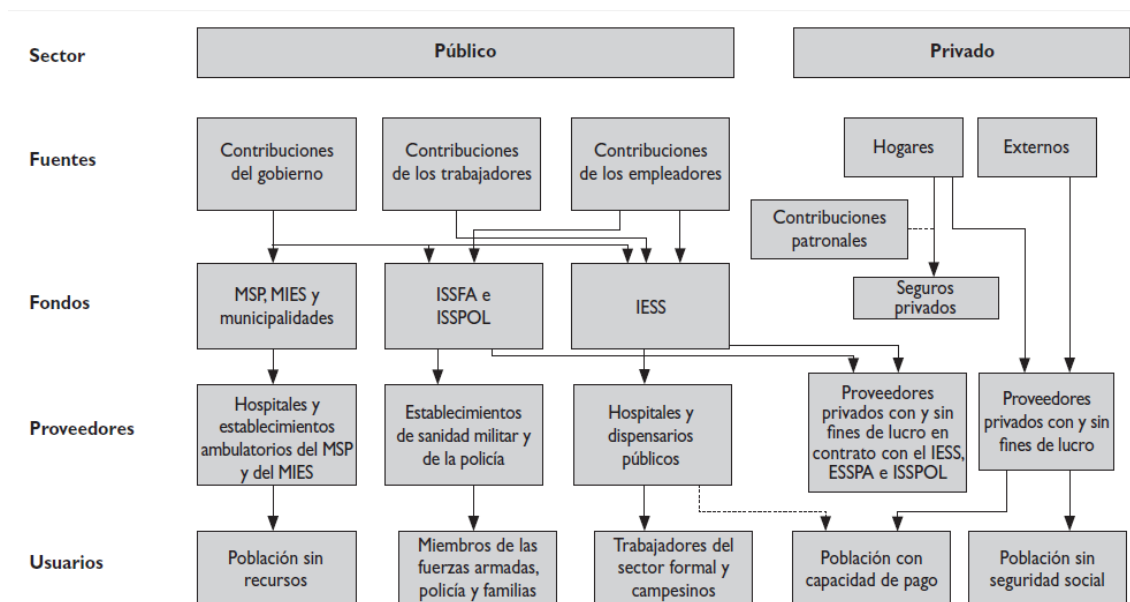 Sector
Público
Privado
Fuentes
Contribuciones
del gobierno
Contribuciones
de los trabajadores
Contribuciones
de los empleadores
Hogares
Externos
Contribuciones
patronales
Fondos
MSP, MIES y
municipalidades
ISSFA e
ISSPOL
IESS
Seguros
privados
Proveedores
Hospitales y
establecimientos
ambulatorios del MSP
y del MIES
Establecimientos
de sanidad militar y
de la policía
Hospitales y
dispensarios
públicos
Proveedores
privados con y sin
fines de lucro en
contrato con el IESS,
ESSPA e ISSPOL
Proveedores
privados con y sin
fines de lucro
Usuarios
Población sin
recursos
Miembros de las
fuerzas armadas,
policía y familias
Trabajadores del
sector formal y
campesinos
Población con
capacidad de pago
Población sin
seguridad social